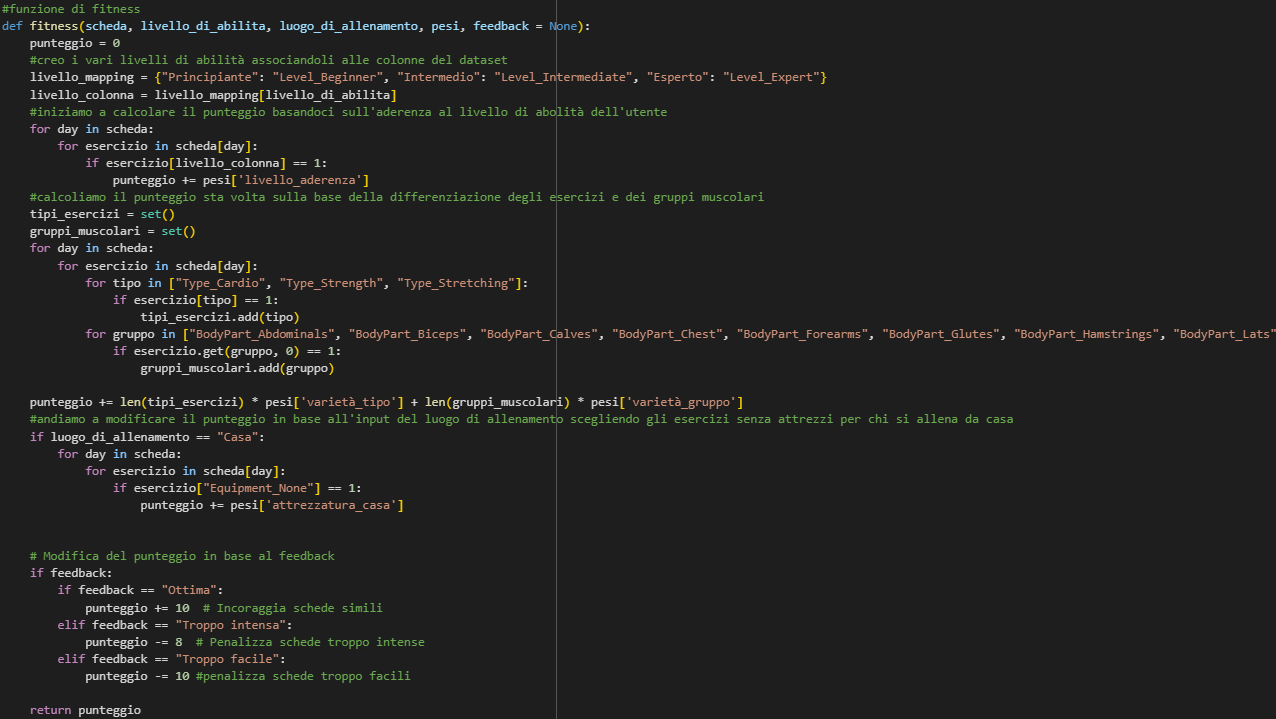 #funzione di fitness
def fitness(scheda, livello_di_abilita, luogo_di_allenamento, pesi, feedback = None):
    punteggio = 0
    #creo i vari livelli di abilità associandoli alle colonne del dataset
    livello_mapping = {"Principiante": "Level_Beginner", "Intermedio": "Level_Intermediate", "Esperto": "Level_Expert"}
    livello_colonna = livello_mapping[livello_di_abilita]
    #iniziamo a calcolare il punteggio basandoci sull'aderenza al livello di abolità dell'utente
    for day in scheda:
        for esercizio in scheda[day]:
            if esercizio[livello_colonna] == 1:
                punteggio += pesi['livello_aderenza']
    #calcoliamo il punteggio sta volta sulla base della differenziazione degli esercizi e dei gruppi muscolari
    tipi_esercizi = set()
    gruppi_muscolari = set()
    for day in scheda:
        for esercizio in scheda[day]:
            for tipo in ["Type_Cardio", "Type_Strength", "Type_Stretching"]:
                if esercizio[tipo] == 1:
                    tipi_esercizi.add(tipo)
            for gruppo in ["BodyPart_Abdominals", "BodyPart_Biceps", "BodyPart_Calves", "BodyPart_Chest", "BodyPart_Forearms", "BodyPart_Glutes", "BodyPart_Hamstrings", "BodyPart_Lats"
                if esercizio.get(gruppo, 0) == 1:
                    gruppi_muscolari.add(gruppo)
    punteggio += len(tipi_esercizi) * pesi['varietà_tipo'] + len(gruppi_muscolari) * pesi['varietà_gruppo']
    #andiamo a modificare il punteggio in base all'input del luogo di allenamento scegliendo gli esercizi senza attrezzi per chi si allena da casa
    if luogo_di_allenamento == "Casa":
        for day in scheda:
            for esercizio in scheda[day]:
                if esercizio["Equipment_None"] == 1:
                    punteggio += pesi['attrezzatura_casa']
    # Modifica del punteggio in base al feedback
    if feedback:
        if feedback == "Ottima":
            punteggio += 10  # Incoraggia schede simili
        elif feedback == "Troppo intensa":
            punteggio -= 8  # Penalizza schede troppo intense
        elif feedback == "Troppo facile":
            punteggio -= 10 #penalizza schede troppo facili
    return punteggio